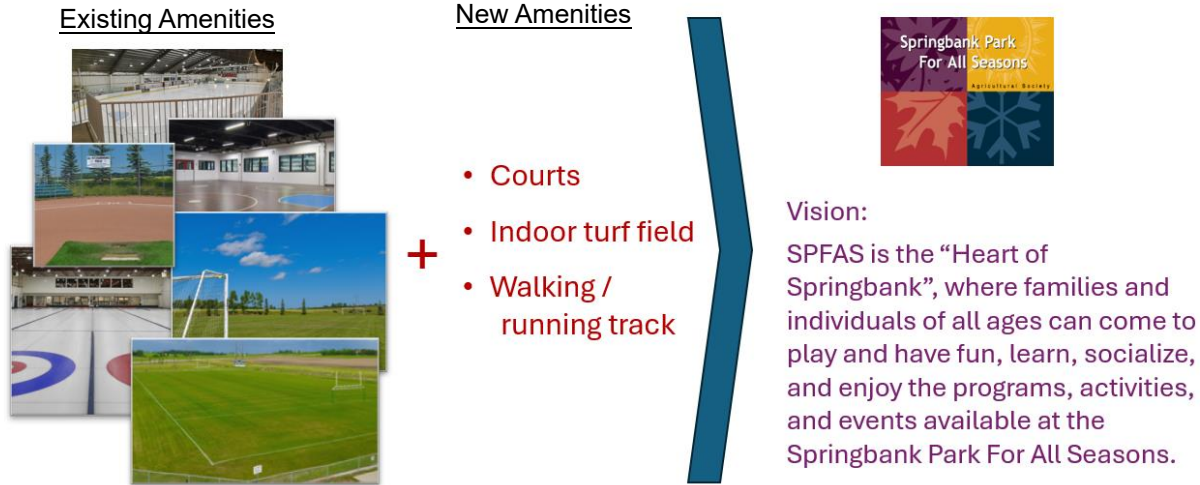 Existing Amenities
New Amenities
• Courts
• Indoor turf field
• Walking /
running track
+
Springbank Park
For All Seasons
Agricultural Society
Vision:
SPFAS is the “Heart of
Springbank”, where families and
individuals of all ages can come to
play and have fun, learn, socialize,
and enjoy the programs, activities,
and events available at the
Springbank Park For All Seasons.